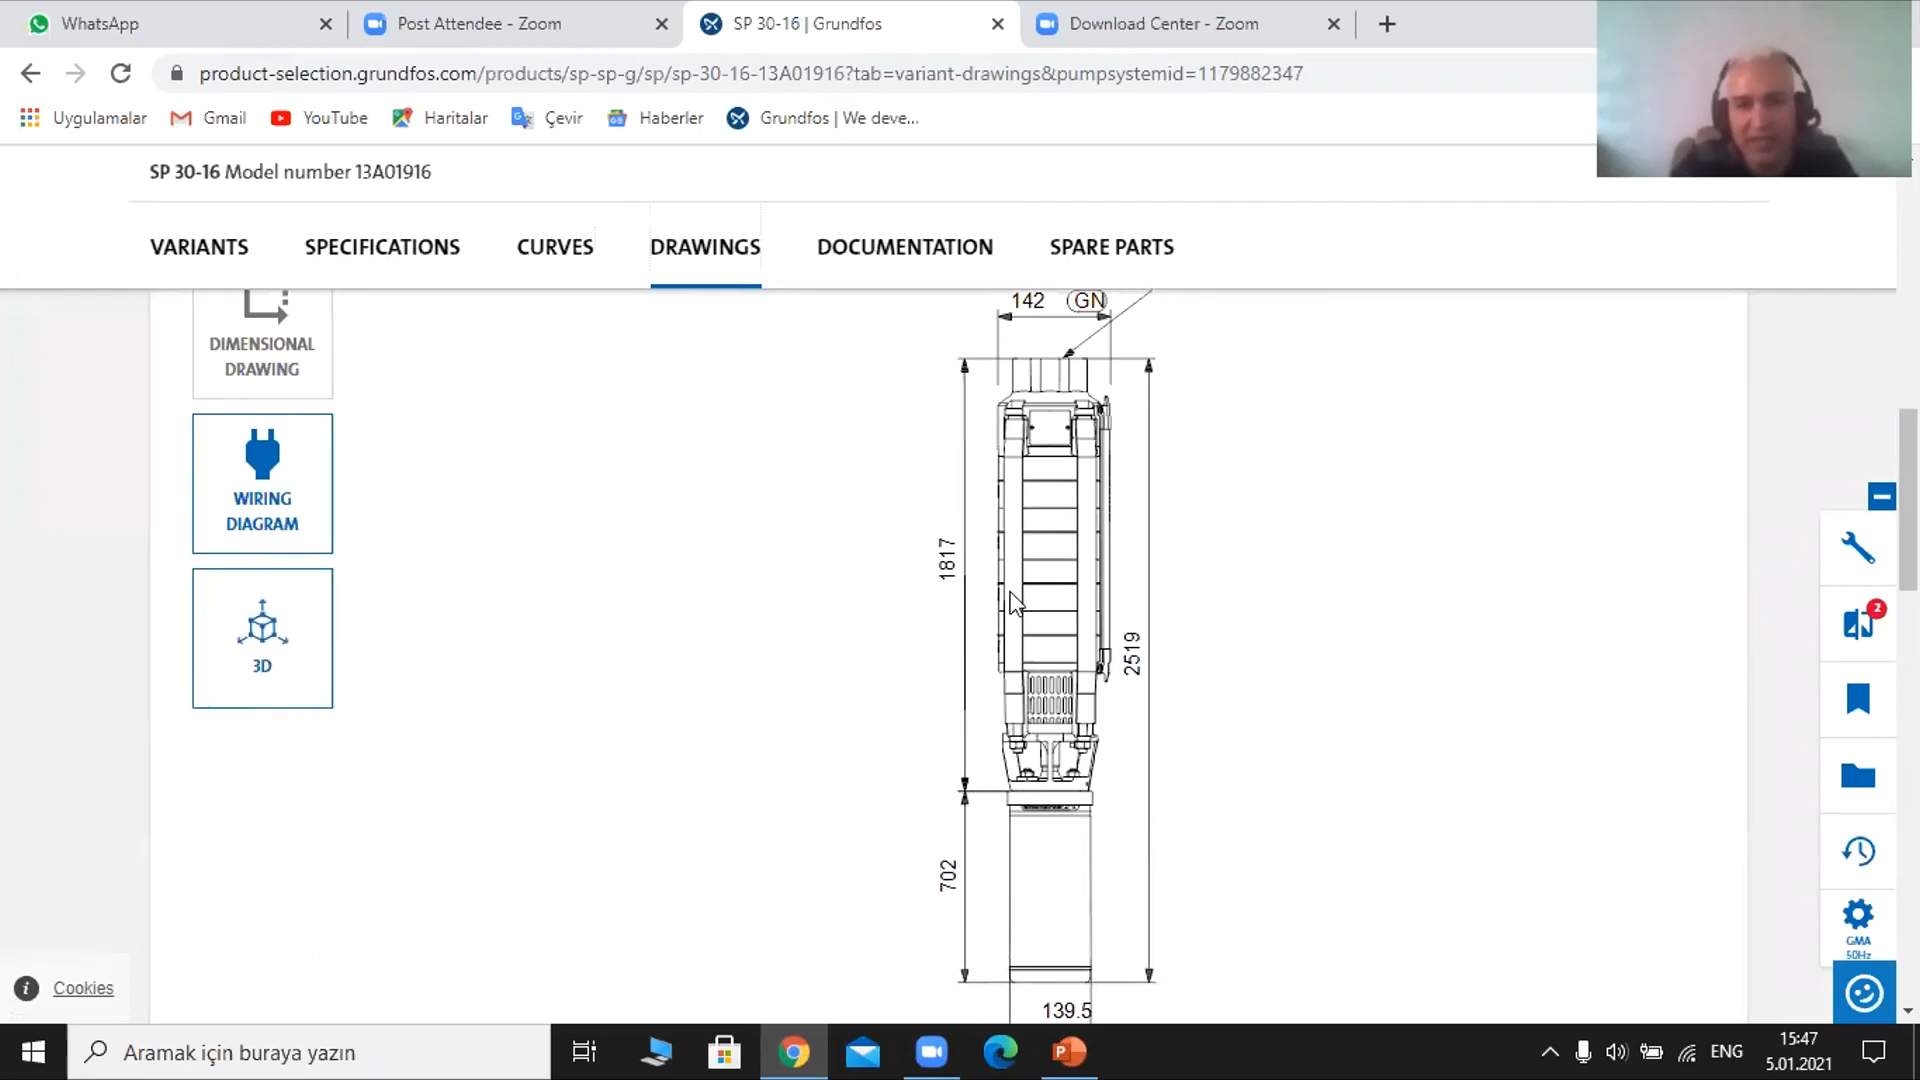 WhatsApp
Post Attendee - Zoom
SP 30-16 | Grundfos
Download Center - Zoom
product-selection.grundfos.com/products/sp-sp-g/sp/sp-30-16-13A01916?tab=variant-drawings&pumpsystemid=1179882347
Uygulamalar
Gmail
YouTube
Haritalar
Çevir
Haberler
Grundfos | We deve...
SP 30-16 Model number 13A01916
VARIANTS
SPECIFICATIONS
CURVES
DRAWINGS
DOCUMENTATION
SPARE PARTS
DIMENSIONAL
DRAWING
WIRING
DIAGRAM
3D
142 GN
1817
2519
702
139.5
2
GMA
50Hz
Cookies
Aramak için buraya yazın
ENG
15:47
5.01.2021